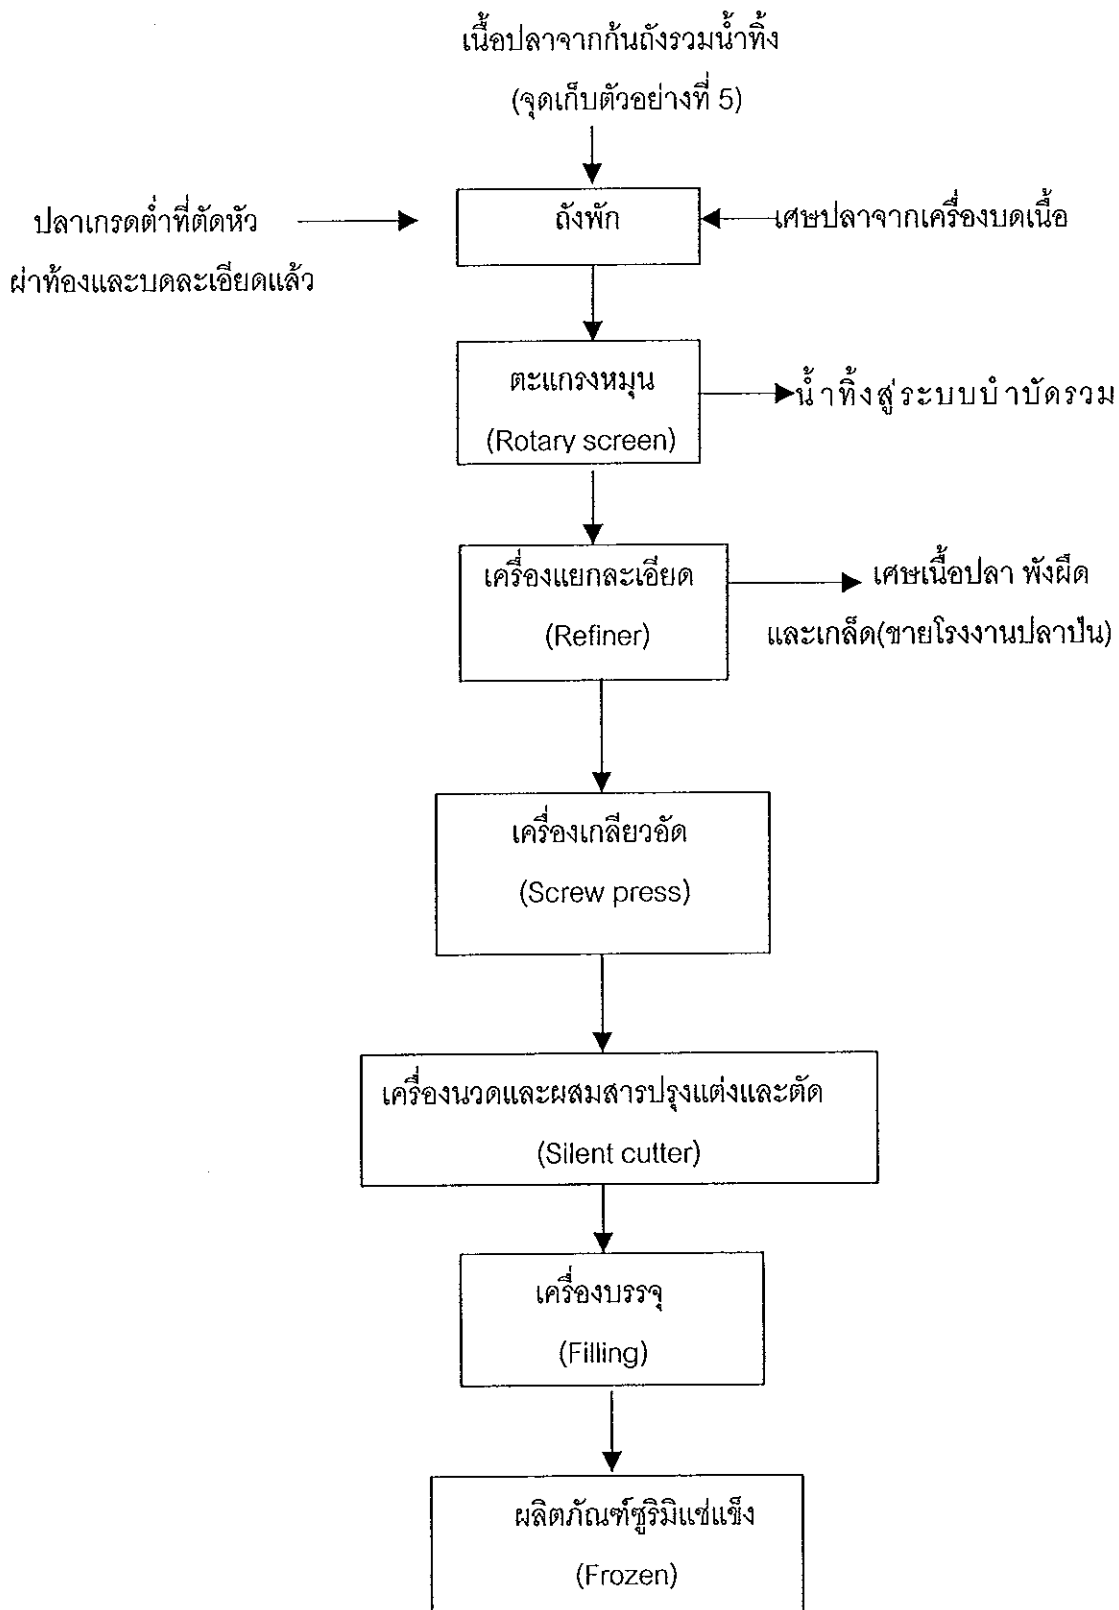 เนื้อปลาจากก้นถังรวมน้ำทิ้ง
(จุดเก็บตัวอย่างที่ 5)
ปลาเกรดต่ำที่ตัดหัว
ผ่าท้องและบดละเอียดแล้ว
ถังพัก
เศษปลาจากเครื่องบดเนื้อ
ตะแกรงหมุน
(Rotary screen)
น้ำทิ้งสู่ระบบบำบัดรวม
เครื่องแยกละเอียด
(Refiner)
เศษเนื้อปลา พังผืด
และเกล็ด(ขายโรงงานปลาป่น)
เครื่องเกลียวอัด
(Screw press)
เครื่องนวดและผสมสารปรุงแต่งและตัด
(Silent cutter)
เครื่องบรรจุ
(Filling)
ผลิตภัณฑ์ซูริมิแช่แข็ง
(Frozen)